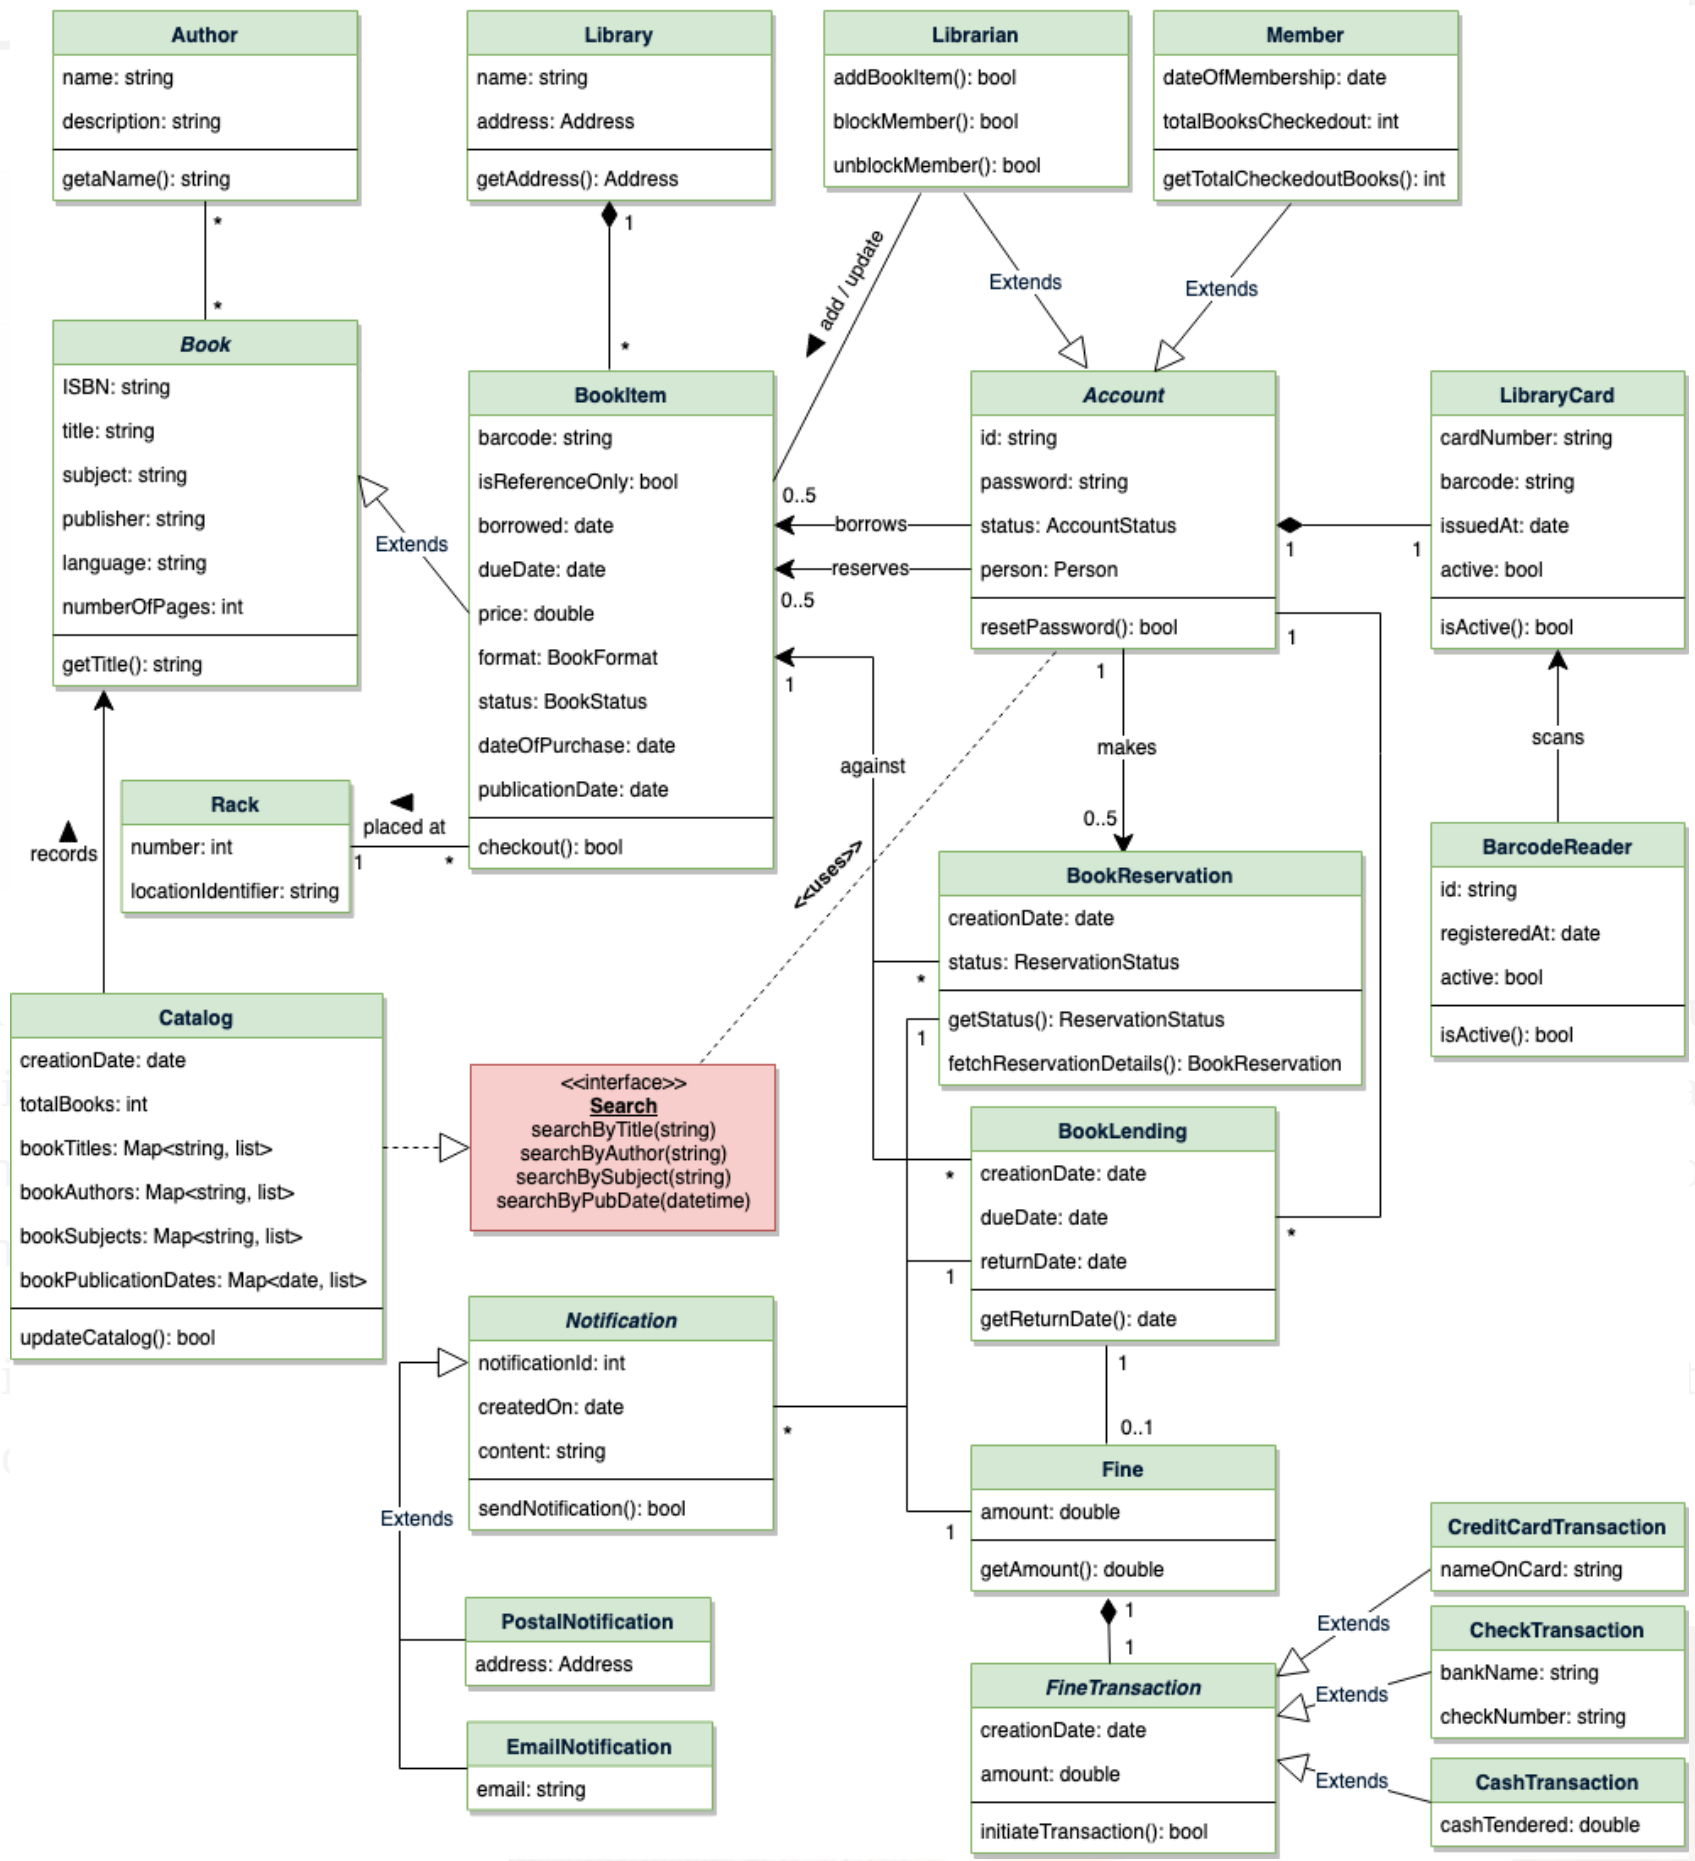 Author
name: string
description: string
getaName(): string
*
*
Library
name: string
address: Address
getAddress(): Address
1
*
Librarian
addBookItem(): bool
blockMember(): bool
unblockMember(): bool
add / update
Extends
Member
dateOfMembership: date
totalBooksCheckedout: int
getTotalCheckedoutBooks(): int
Extends
Book
ISBN: string
title: string
subject: string
publisher: string
language: string
numberOfPages: int
getTitle(): string
Extends
BookItem
barcode: string
isReferenceOnly: bool
borrowed: date
dueDate: date
price: double
format: BookFormat
status: BookStatus
dateOfPurchase: date
publicationDate: date
checkout(): bool
0..5
borrows
reserves
0..5
1
against
Account
id: string
password: string
status: AccountStatus
person: Person
resetPassword(): bool
1
1
1
1
LibraryCard
cardNumber: string
barcode: string
issuedAt: date
active: bool
isActive(): bool
scans
makes
0..5
<<uses>>
Rack
number: int
locationIdentifier: string
placed at
1
*
records
BookReservation
creationDate: date
status: ReservationStatus
getStatus(): ReservationStatus
fetchReservationDetails(): BookReservation
*
1
BarcodeReader
id: string
registeredAt: date
active: bool
isActive(): bool
Catalog
creationDate: date
totalBooks: int
bookTitles: Map<string, list>
bookAuthors: Map<string, list>
bookSubjects: Map<string, list>
bookPublicationDates: Map<date, list>
updateCatalog(): bool
<<interface>>
Search
searchByTitle(string)
searchByAuthor(string)
searchBySubject(string)
searchByPubDate(datetime)
BookLending
creationDate: date
dueDate: date
returnDate: date
getReturnDate(): date
*
1
*
1
0..1
Notification
notificationId: int
createdOn: date
content: string
sendNotification(): bool
*
Extends
Fine
amount: double
getAmount(): double
1
1
1
PostalNotification
address: Address
EmailNotification
email: string
FineTransaction
creationDate: date
amount: double
initiateTransaction(): bool
Extends
Extends
Extends
CreditCardTransaction
nameOnCard: string
CheckTransaction
bankName: string
checkNumber: string
CashTransaction
cashTendered: double